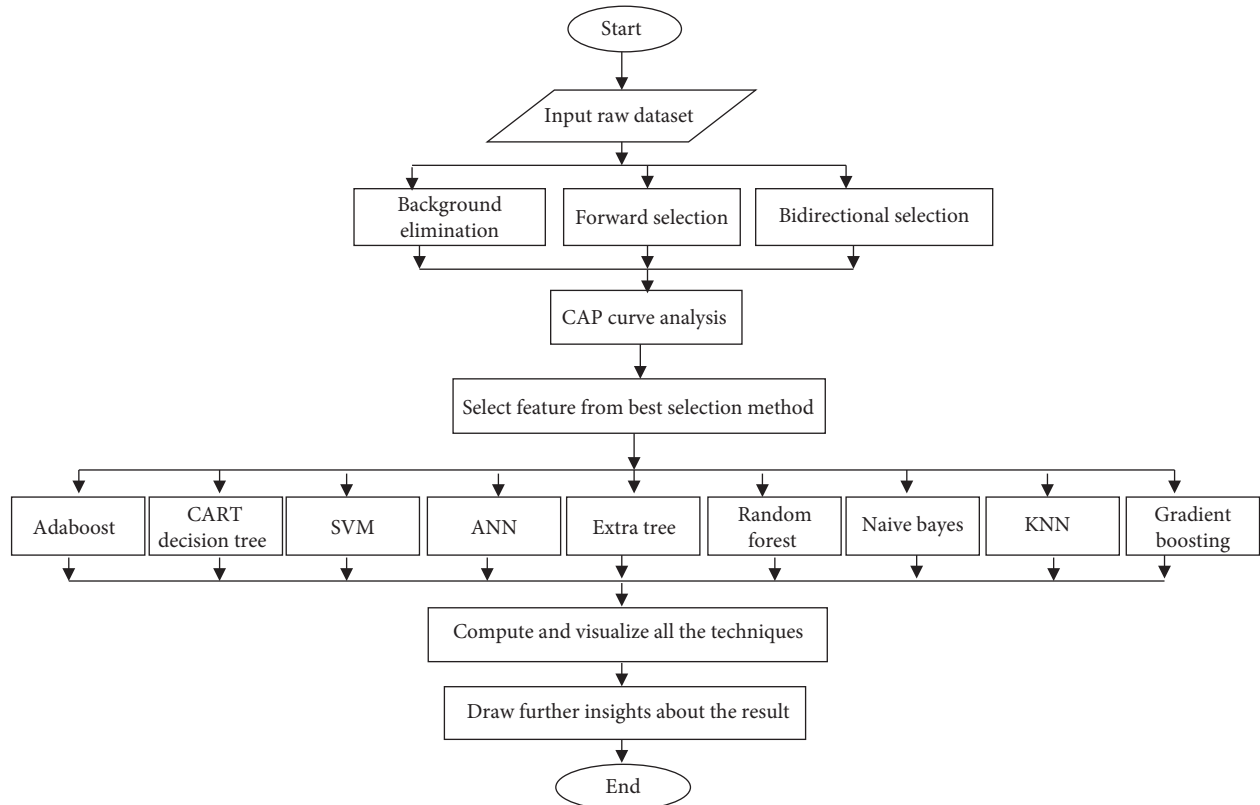 Start
Input raw dataset
Background
elimination
Forward selection
Bidirectional selection
CAP curve analysis
Select feature from best selection method
Adaboost
CART
decision tree
SVM
ANN
Extra tree
Random
forest
Naive bayes
KNN
Gradient
boosting
Compute and visualize all the techniques
Draw further insights about the result
End